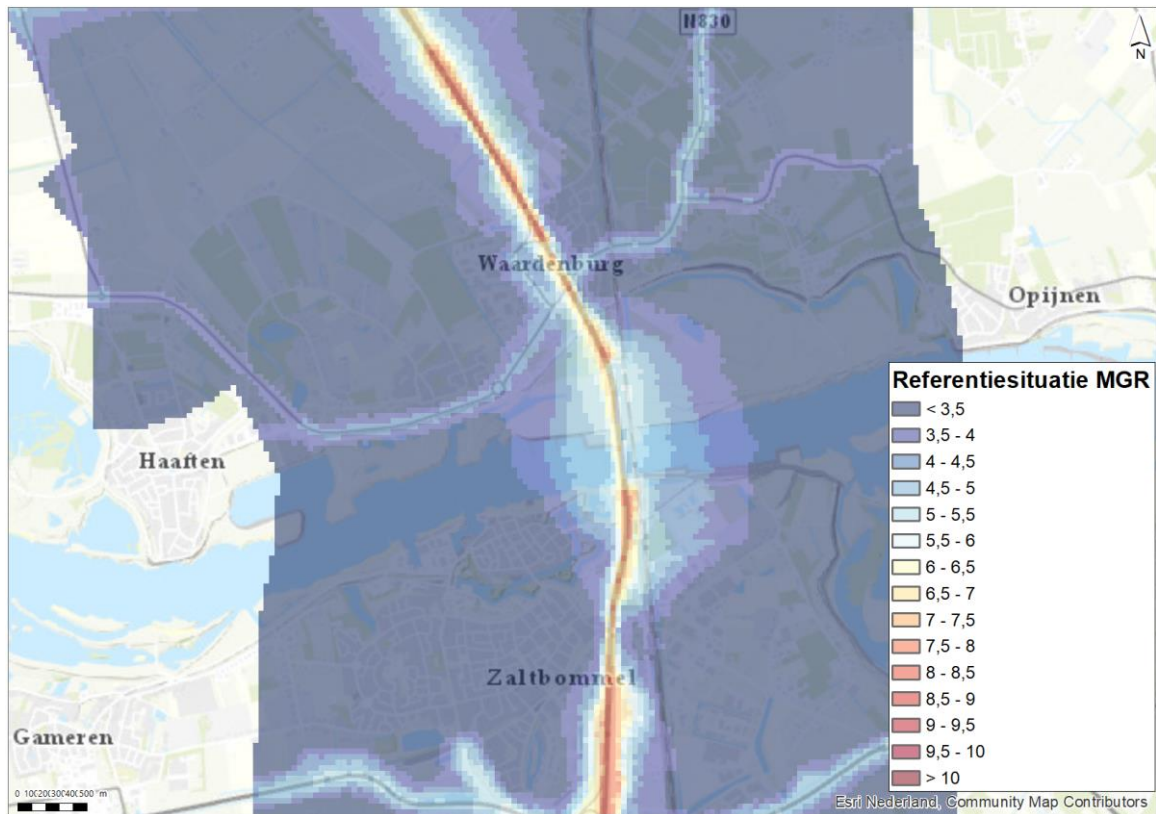 N830
N
Waardenburg
Opijnen
Referentiesituatie MGR
< 3,5
3,5 - 4
4 - 4,5
Haaften
4,5 - 5
5 - 5,5
5,5 - 6
6 - 6,5
6,5 - 7
7 - 7,5
7,5 - 8
8 - 8,5
Zaltbommel
8,5 - 9
9 - 9,5
Gameren
9,5 - 10
> 10
500 m
Esri Nederland, Community Map Contributors